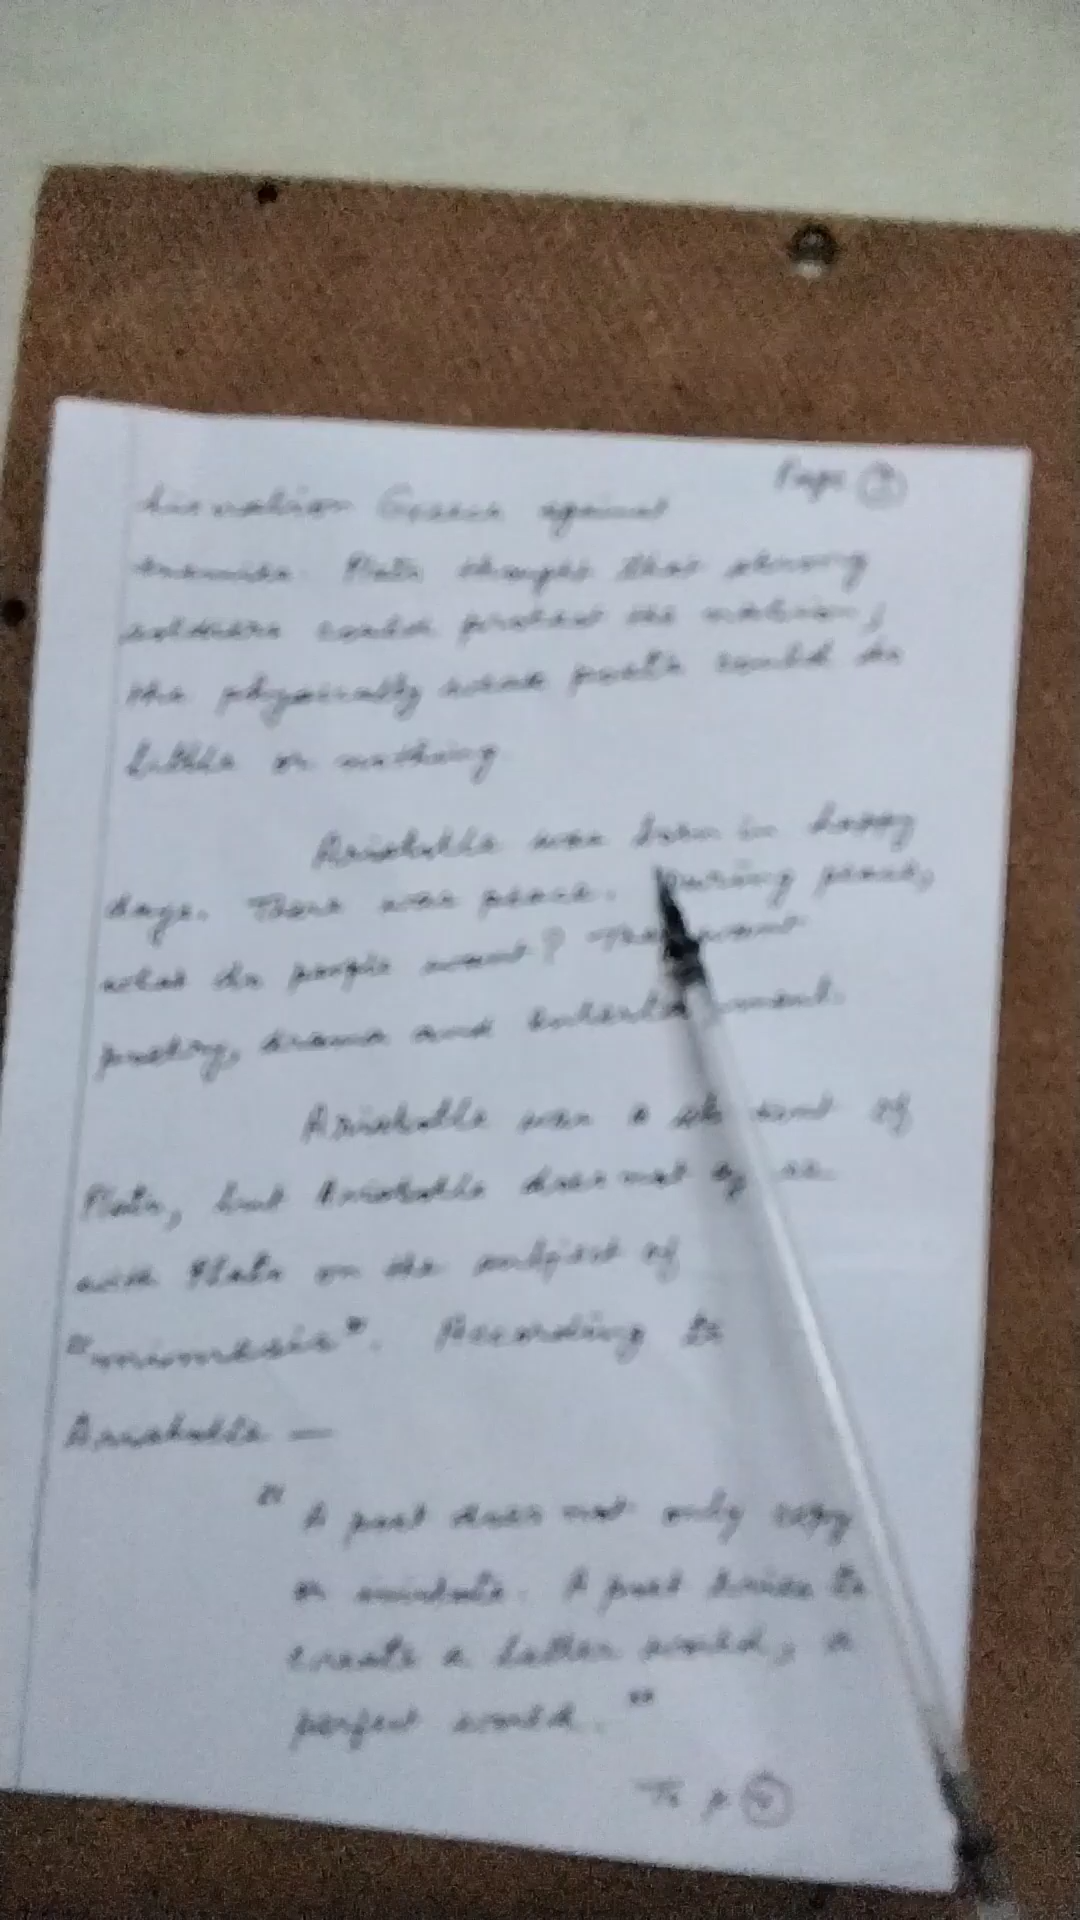 Page
his nation Greece against
enemies. Plato thought that strong
soldiers could protect the nation;
the physically weak poets could do
little or nothing
Aristotle was born in happy
days. There was peace. During peace,
what do people want? They want
poetry, drama and entertainment.
Aristotle was a student of
Plato, but Aristotle does not agree
with Plato on the subject of
"mimesis". According to
Aristotle —
" A poet does not only copy
or imitate. A poet tries to
create a better world, a
perfect world. "
To p